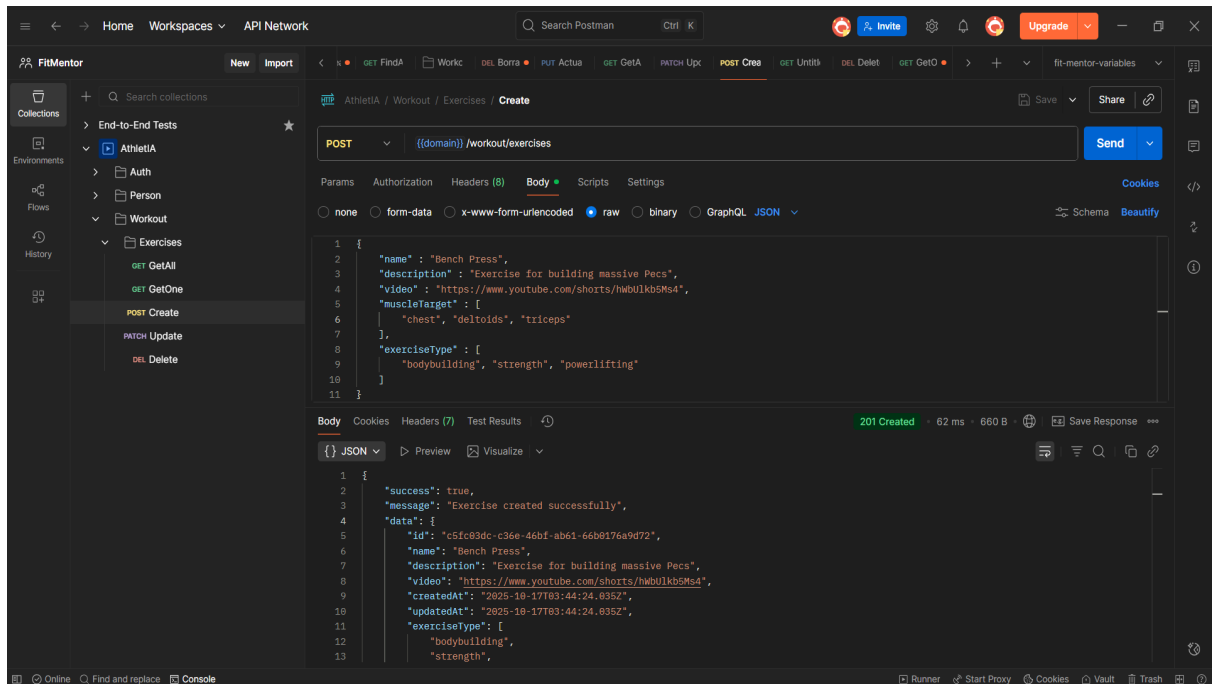 Home Workspaces API Network Search Postman Ctrl K Invite Upgrade
FitMentor New Import
GET FindA Workc DEL Borra PUT Actua GET GetA PATCH Upc POST Crea GET Untitl DEL Delet GET GetO fit-mentor-variables
Collections
Environments
Flows
History
Search collections
End-to-End Tests
AthletIA
Auth
Person
Workout
Exercises
GET GetAll
GET GetOne
POST Create
PATCH Update
DEL Delete
HTTP AthletIA / Workout / Exercises / Create Save Share
POST {{domain}} /workout/exercises Send
Params Authorization Headers (8) Body Scripts Settings Cookies
none form-data x-www-form-urlencoded raw binary GraphQL JSON Schema Beautify
1 {
2 "name" : "Bench Press",
3 "description" : "Exercise for building massive Pecs",
4 "video" : "https://www.youtube.com/shorts/hWbUlkb5Ms4",
5 "muscleTarget" : [
6 "chest", "deltoids", "triceps"
7 ],
8 "exerciseType" : [
9 "bodybuilding", "strength", "powerlifting"
10 ]
11 }
Body Cookies Headers (7) Test Results 201 Created 62 ms 660 B Save Response
{} JSON Preview Visualize
1 {
2 "success": true,
3 "message": "Exercise created successfully",
4 "data": {
5 "id": "c5fc03dc-c36e-46bf-ab61-66b0176a9d72",
6 "name": "Bench Press",
7 "description": "Exercise for building massive Pecs",
8 "video": "https://www.youtube.com/shorts/hWbUlkb5Ms4",
9 "createdAt": "2025-10-17T03:44:24.035Z",
10 "updatedAt": "2025-10-17T03:44:24.035Z",
11 "exerciseType": [
12 "bodybuilding",
13 "strength",
Online Find and replace Console Runner Start Proxy Cookies Vault Trash